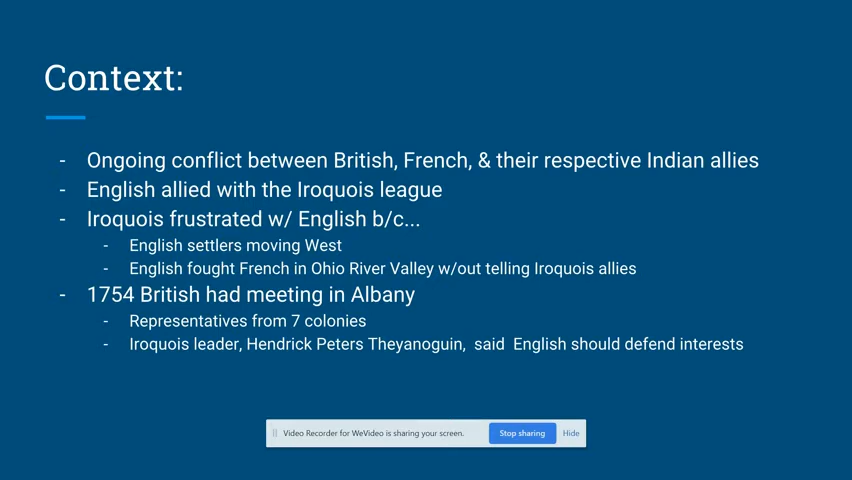 Context:
- Ongoing conflict between British, French, & their respective Indian allies
- English allied with the Iroquois league
- Iroquois frustrated w/ English b/c...
- English settlers moving West
- English fought French in Ohio River Valley w/out telling Iroquois allies
- 1754 British had meeting in Albany
- Representatives from 7 colonies
- Iroquois leader, Hendrick Peters Theyanoguin,  said  English should defend interests
Video Recorder for WeVideo is sharing your screen. Stop sharing Hide